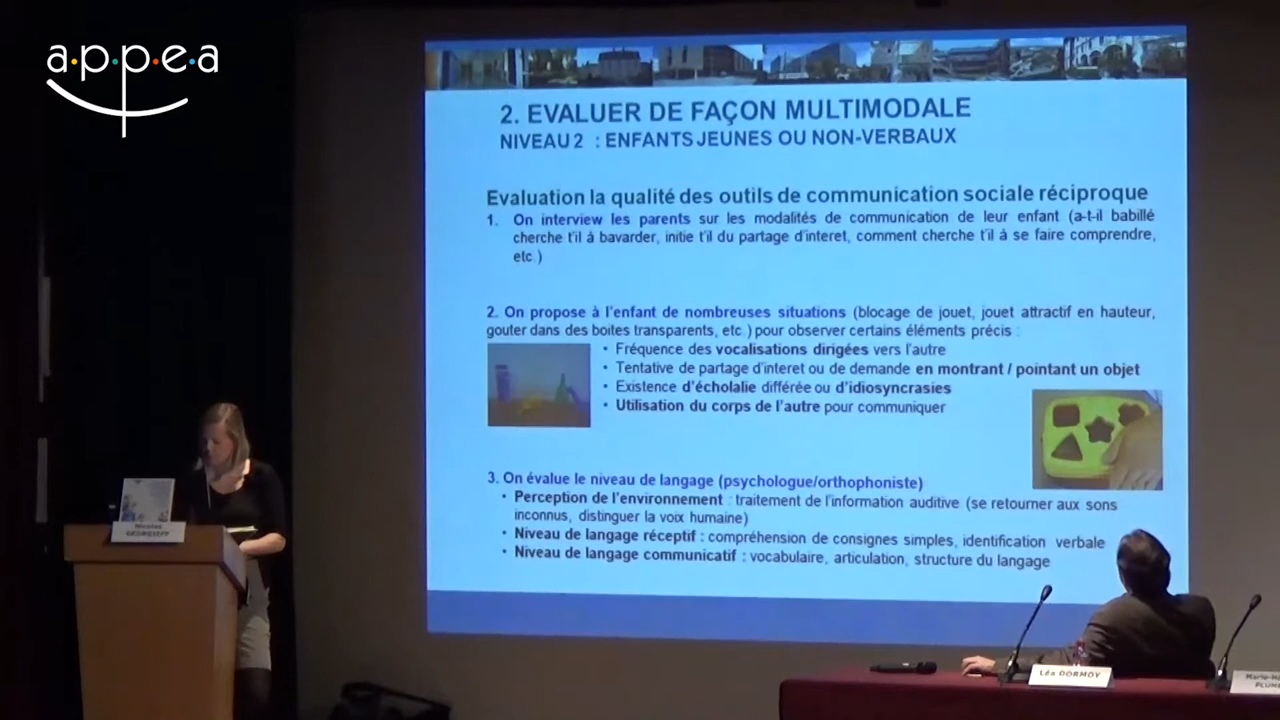 a·p·p·e·a
2. EVALUER DE FAÇON MULTIMODALE
NIVEAU 2 : ENFANTS JEUNES OU NON-VERBAUX
Evaluation la qualité des outils de communication sociale réciproque
1. On interview les parents sur les modalités de communication de leur enfant (a-t-il babillé
cherche t'il à bavarder, initie t'il du partage d'interet, comment cherche t'il à se faire comprendre,
etc.)
2. On propose à l'enfant de nombreuses situations (blocage de jouet, jouet attractif en hauteur,
gouter dans des boites transparents, etc.) pour observer certains éléments précis :
• Fréquence des vocalisations dirigées vers l'autre
• Tentative de partage d'interet ou de demande en montrant / pointant un objet
• Existence d'écholalie différée ou d'idiosyncrasies
• Utilisation du corps de l'autre pour communiquer
3. On évalue le niveau de langage (psychologue/orthophoniste)
• Perception de l'environnement : traitement de l'information auditive (se retourner aux sons
inconnus, distinguer la voix humaine)
• Niveau de langage réceptif : compréhension de consignes simples, identification verbale
• Niveau de langage communicatif : vocabulaire, articulation, structure du langage
Nicolas
Léa DORMOY